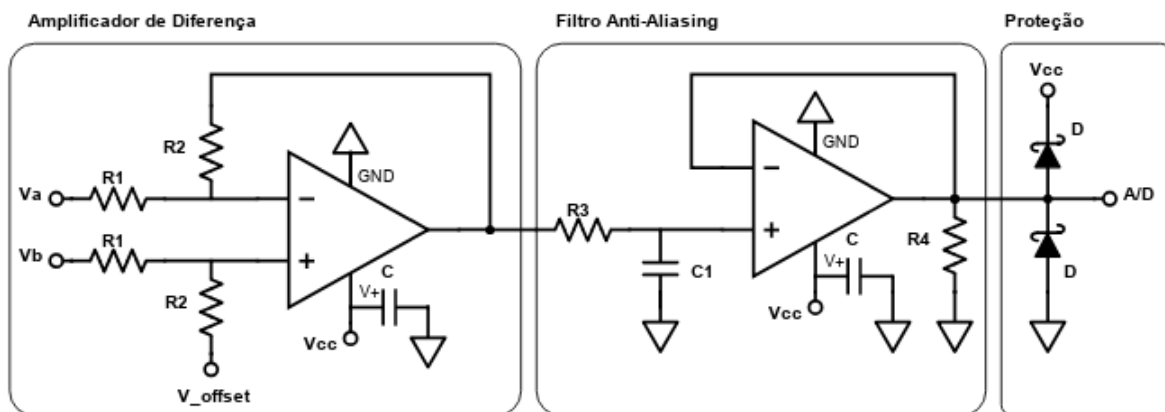 Amplificador de Diferença
Filtro Anti-Aliasing
Proteção
Vcc
D
R2
GND
GND
Va
R1
A/D
R3
Vb
R1
R4
C
C
C1
D
R2
V+
V+
Vcc
Vcc
V_offset